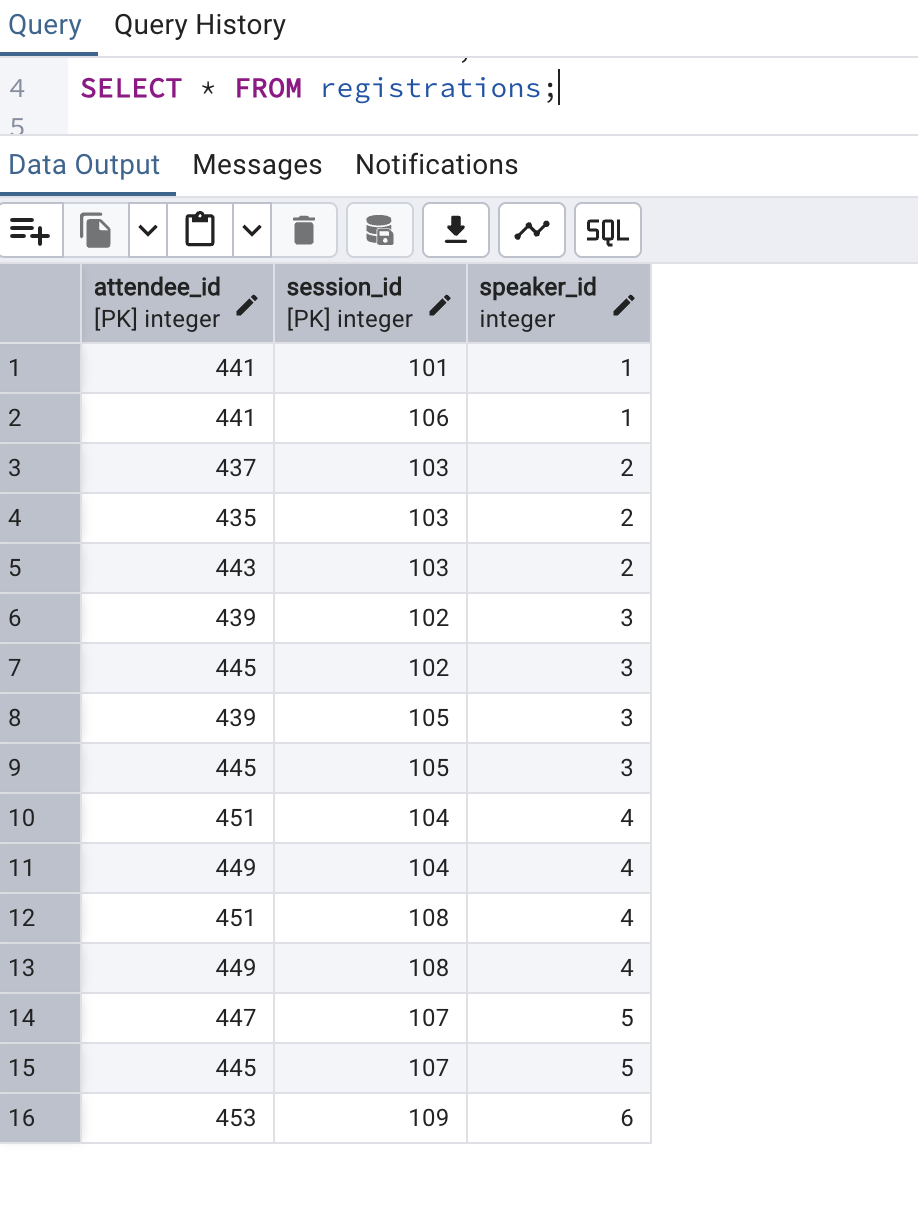 Query Query History
4 SELECT * FROM registrations;
5
Data Output Messages Notifications
SQL
attendee_id session_id speaker_id
[PK] integer [PK] integer integer
1 441 101 1
2 441 106 1
3 437 103 2
4 435 103 2
5 443 103 2
6 439 102 3
7 445 102 3
8 439 105 3
9 445 105 3
10 451 104 4
11 449 104 4
12 451 108 4
13 449 108 4
14 447 107 5
15 445 107 5
16 453 109 6